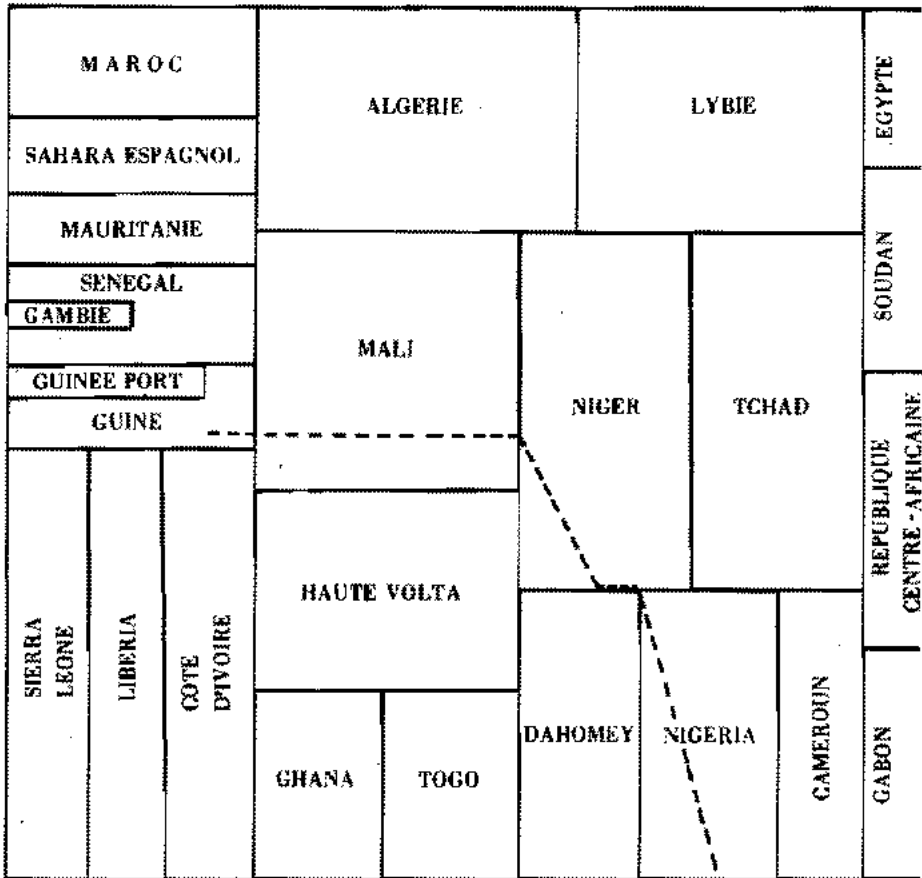 MAROC
ALGERIE
LYBIE
EGYPTE
SAHARA ESPAGNOL
MAURITANIE
SENEGAL
GAMBIE
GUINEE PORT
GUINE
MALI
NIGER
TCHAD
SOUDAN
REPUBLIQUE
CENTRE-AFRICAINE
HAUTE VOLTA
SIERRA
LEONE
LIBERIA
COTE
D'IVOIRE
GHANA
TOGO
DAHOMEY
NIGERIA
CAMEROUN
GABON